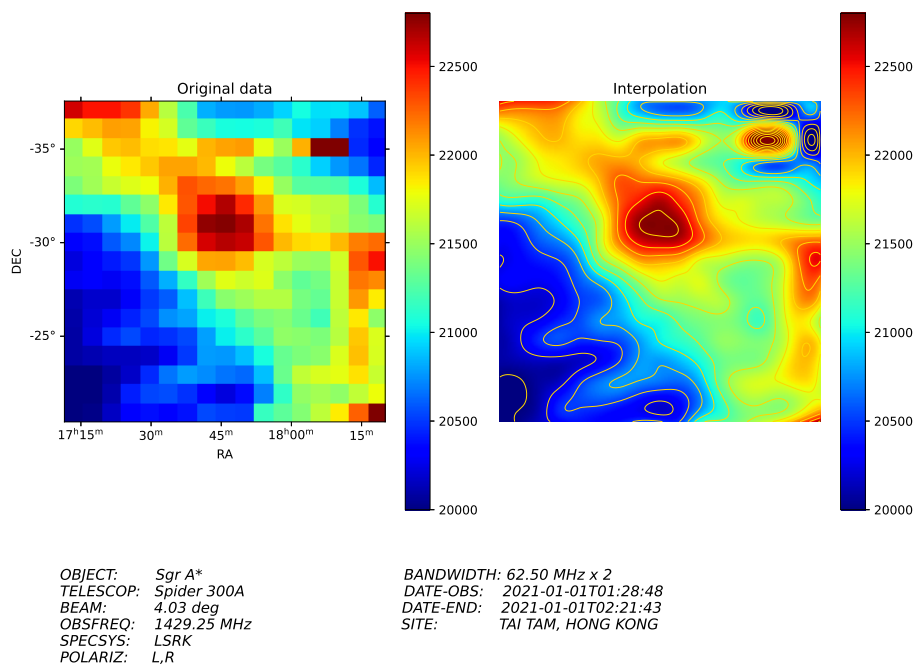 Original data
Interpolation
22500
22000
21500
21000
20500
20000
22500
22000
21500
21000
20500
20000
DEC
-35°
-30°
-25°
17ʰ15ᵐ 30ᵐ 45ᵐ 18ʰ00ᵐ 15ᵐ
RA
OBJECT: Sgr A*
TELESCOP: Spider 300A
BEAM: 4.03 deg
OBSFREQ: 1429.25 MHz
SPECSYS: LSRK
POLARIZ: L,R
BANDWIDTH: 62.50 MHz x 2
DATE-OBS: 2021-01-01T01:28:48
DATE-END: 2021-01-01T02:21:43
SITE: TAI TAM, HONG KONG